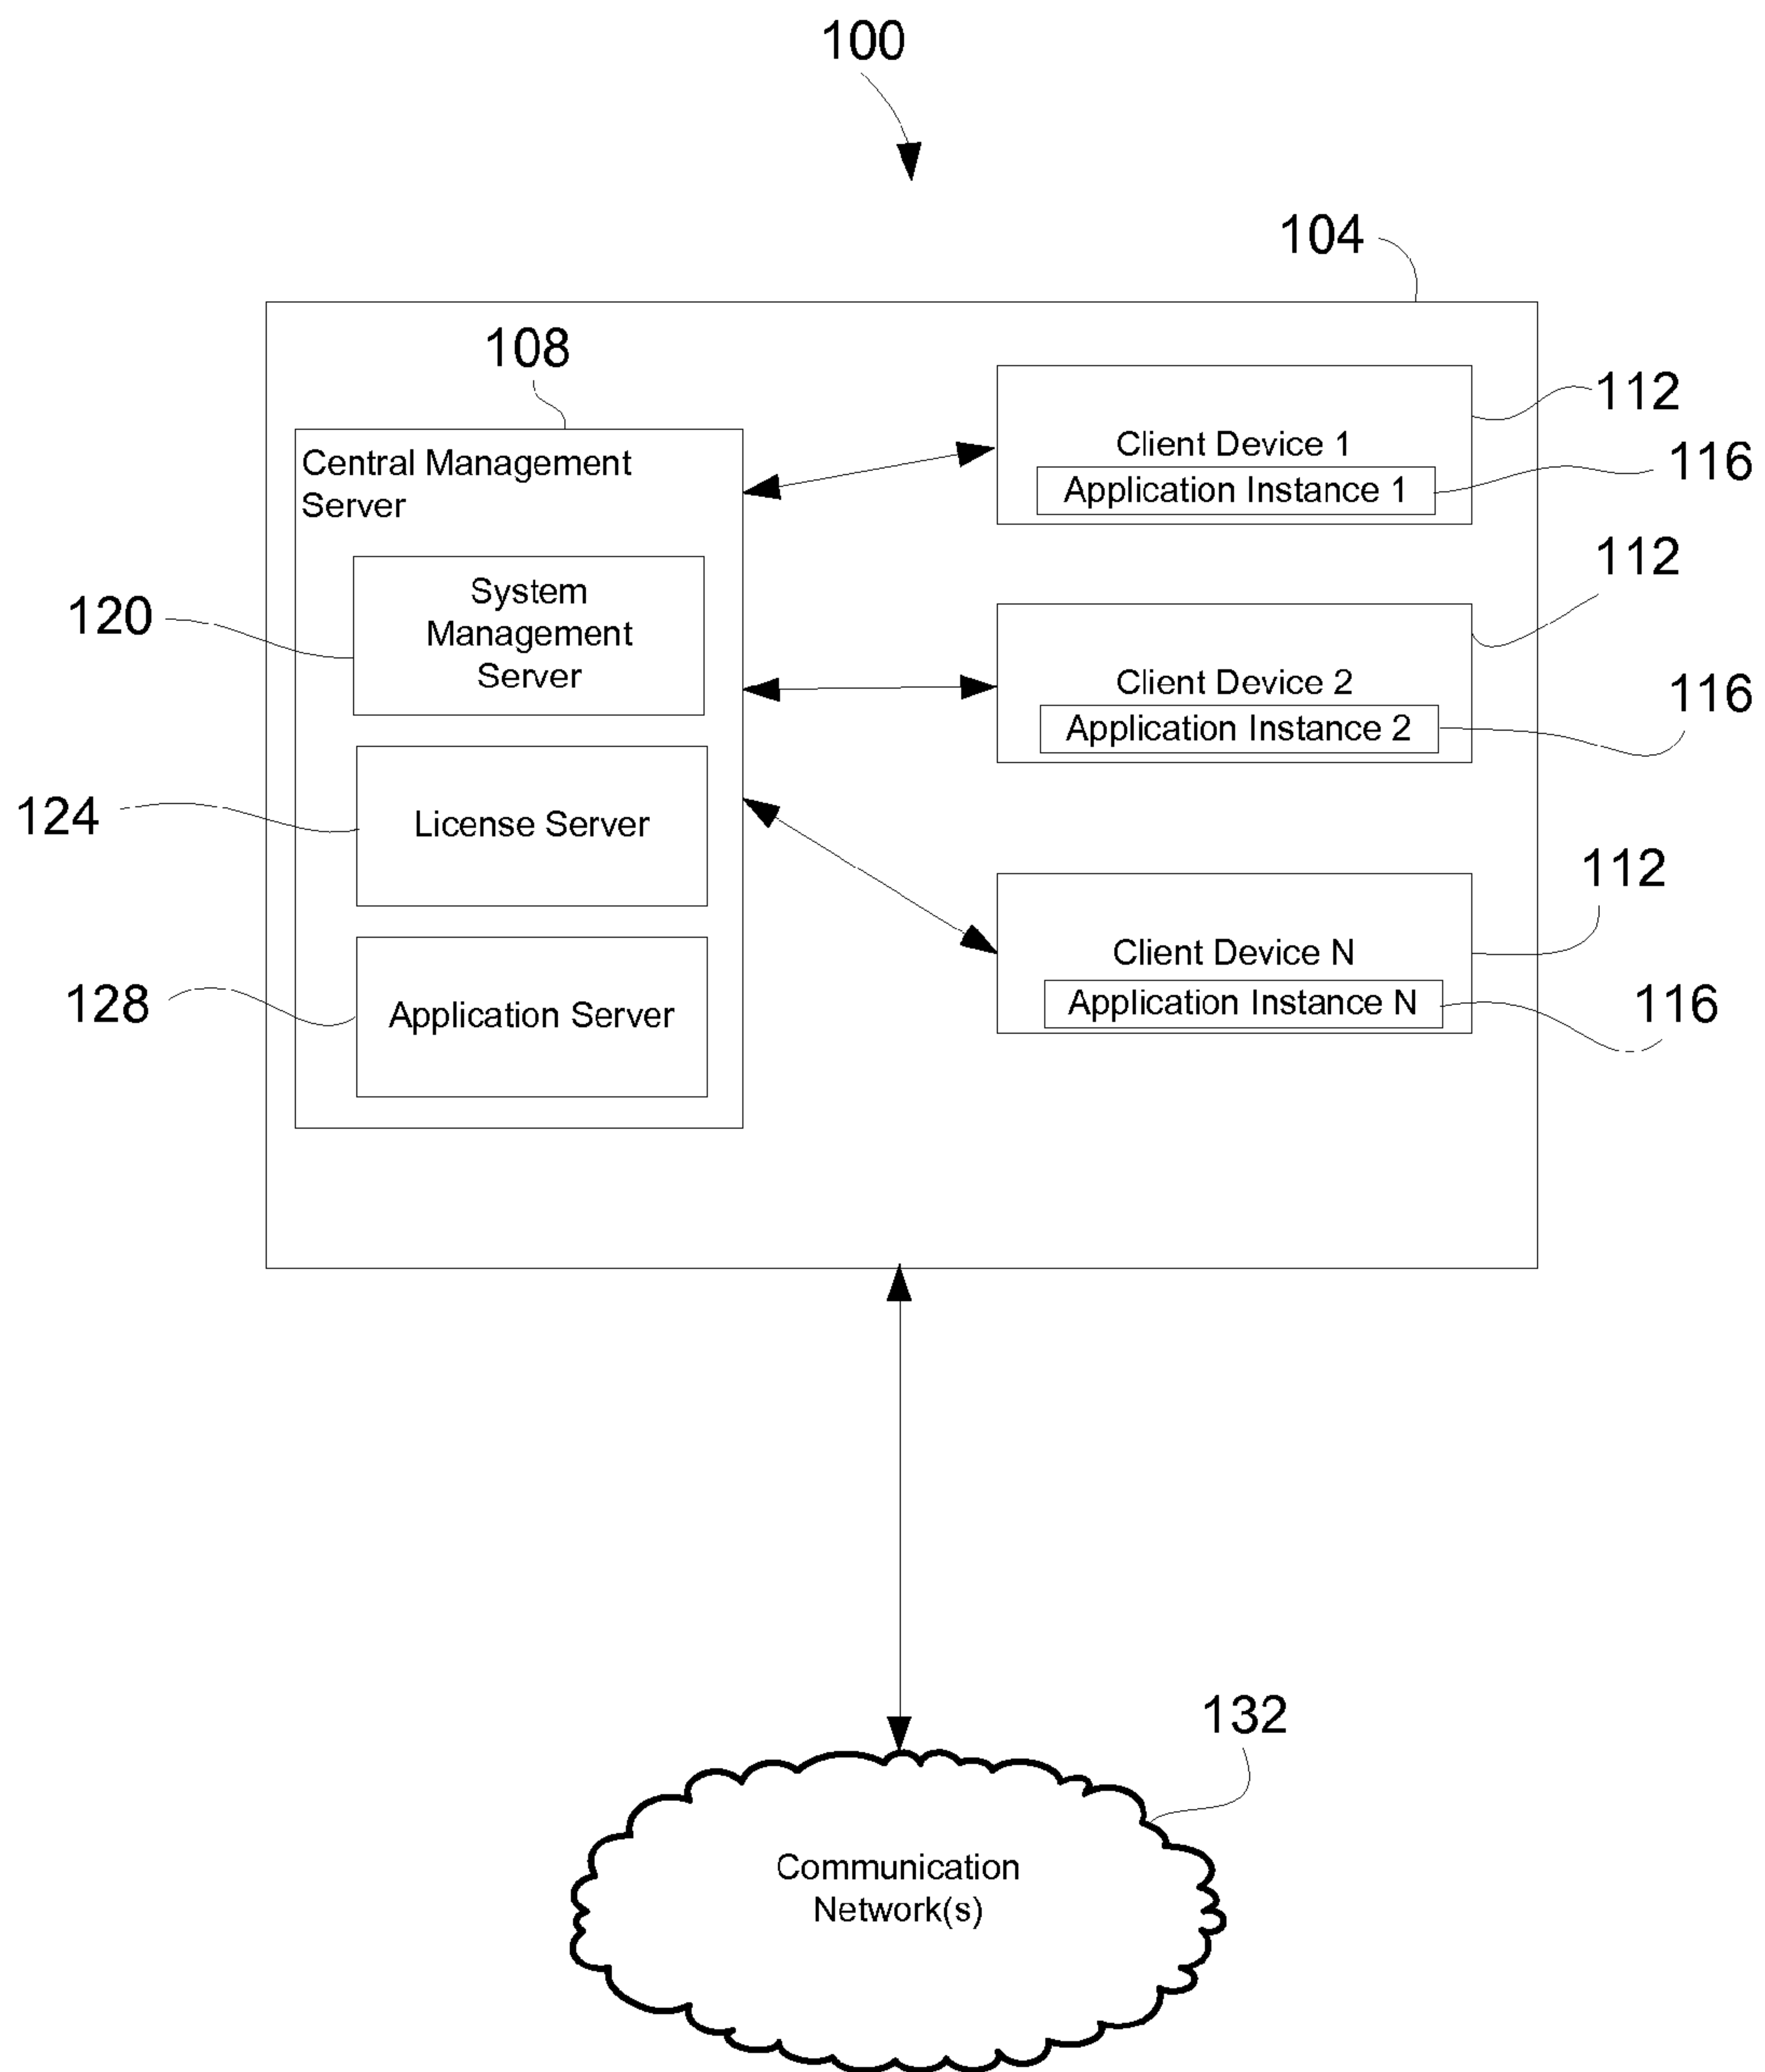 100
104
108
Central Management
Server
112
Client Device 1
116
Application Instance 1
120
System
Management
Server
112
Client Device 2
116
Application Instance 2
124
License Server
112
Client Device N
116
Application Instance N
128
Application Server
132
Communication
Network(s)